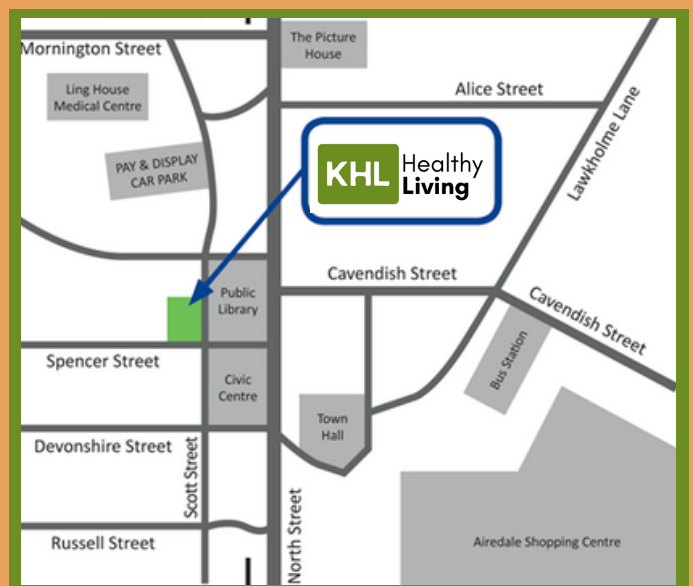 Mornington Street
The Picture
House
Ling House
Medical Centre
Alice Street
Lawkholme Lane
PAY & DISPLAY
CAR PARK
KHL Healthy
Living
Cavendish Street
Cavendish Street
Public
Library
Spencer Street
Bus Station
Civic
Centre
Town
Hall
Devonshire Street
Scott Street
North Street
Russell Street
Airedale Shopping Centre